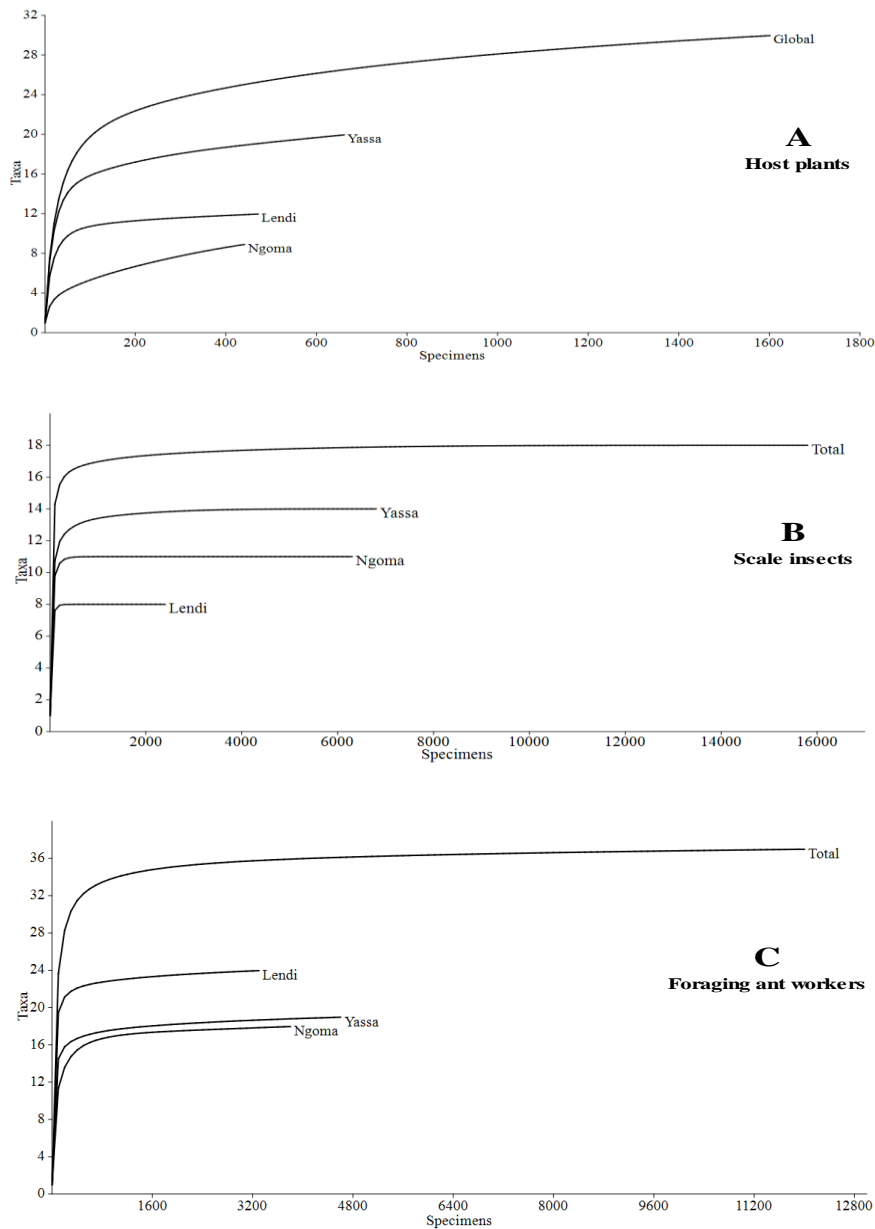 32
28
24
20
16
12
8
4
0
Taxa
Global
Yassa
Lendi
Ngoma
A
Host plants
200
400
600
800
1000
1200
1400
1600
1800
Specimens
18
16
14
12
10
8
6
4
2
0
Taxa
Total
Yassa
Ngoma
Lendi
B
Scale insects
2000
4000
6000
8000
10000
12000
14000
16000
Specimens
36
32
28
24
20
16
12
8
4
0
Taxa
Total
Lendi
Yassa
Ngoma
C
Foraging ant workers
1600
3200
4800
6400
8000
9600
11200
12800
Specimens